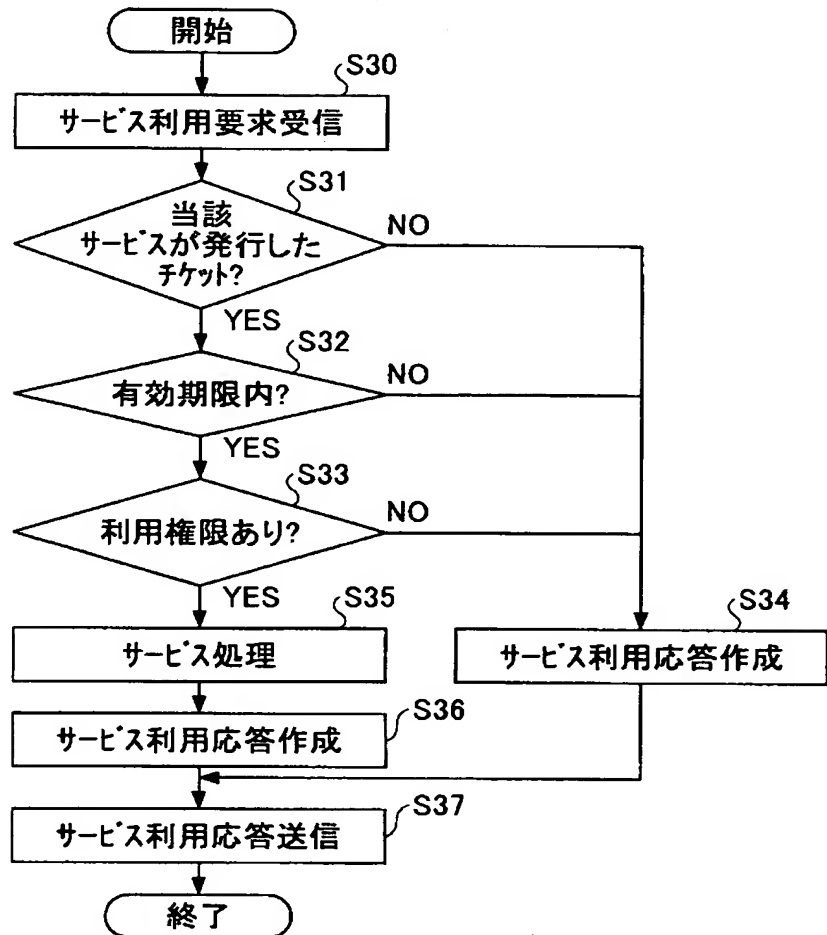 開始
S30
サービス利用要求受信
S31
当該
サービスが発行した
チケット?
NO
YES
S32
有効期限内?
NO
YES
S33
利用権限あり?
NO
YES
S35
サービス処理
S34
サービス利用応答作成
S36
サービス利用応答作成
S37
サービス利用応答送信
終了